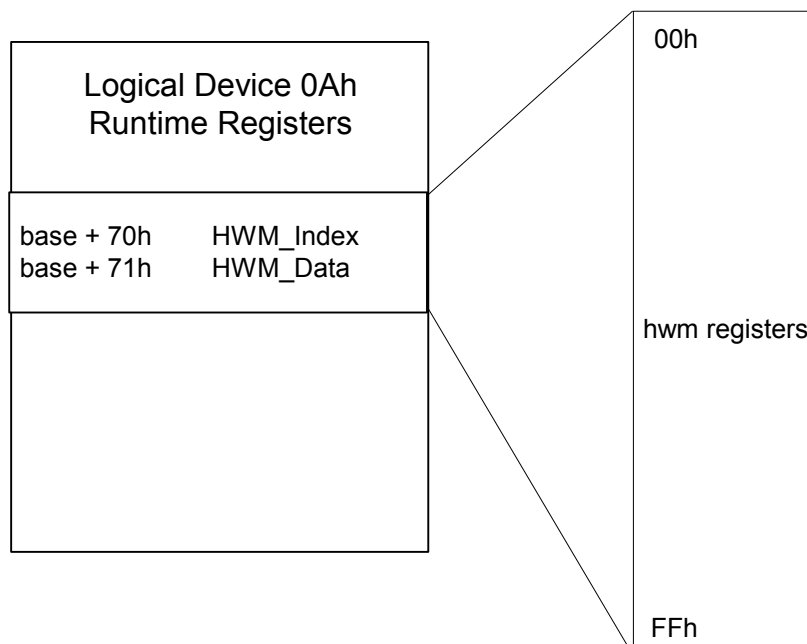 Logical Device 0Ah
Runtime Registers
base + 70h HWM_Index
base + 71h HWM_Data
00h
hwm registers
FFh